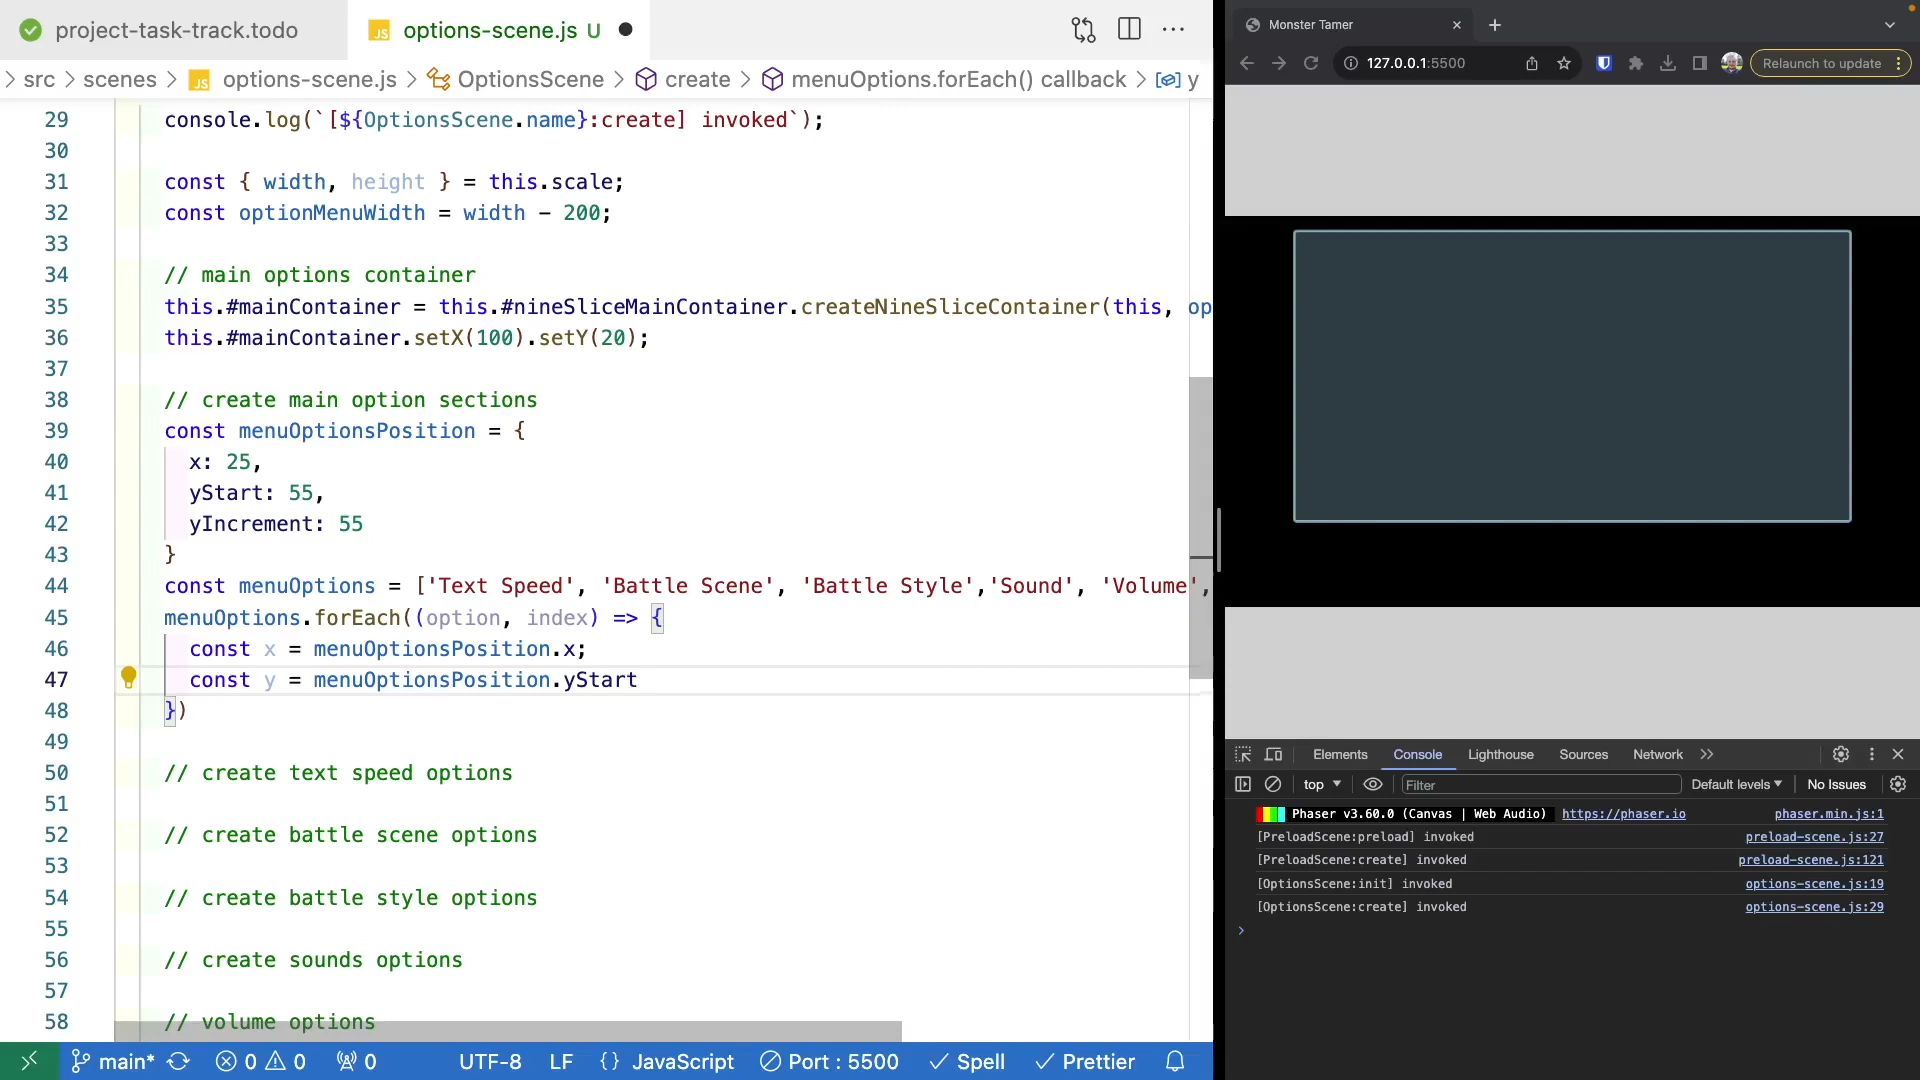 project-task-track.todo
options-scene.js U
src > scenes > options-scene.js > OptionsScene > create > menuOptions.forEach() callback > y
29 console.log(`[${OptionsScene.name}:create] invoked`);
30
31 const { width, height } = this.scale;
32 const optionMenuWidth = width - 200;
33
34 // main options container
35 this.#mainContainer = this.#nineSliceMainContainer.createNineSliceContainer(this, op
36 this.#mainContainer.setX(100).setY(20);
37
38 // create main option sections
39 const menuOptionsPosition = {
40 x: 25,
41 yStart: 55,
42 yIncrement: 55
43 }
44 const menuOptions = ['Text Speed', 'Battle Scene', 'Battle Style','Sound', 'Volume',
45 menuOptions.forEach((option, index) => {
46 const x = menuOptionsPosition.x;
47 const y = menuOptionsPosition.yStart
48 })
49
50 // create text speed options
51
52 // create battle scene options
53
54 // create battle style options
55
56 // create sounds options
57
58 // volume options
main* 0 0 0 UTF-8 LF {} JavaScript Port : 5500 Spell Prettier
Monster Tamer
127.0.0.1:5500 Relaunch to update
Elements Console Lighthouse Sources Network
top Filter Default levels No Issues
Phaser v3.60.0 (Canvas | Web Audio) https://phaser.io phaser.min.js:1
[PreloadScene:preload] invoked preload-scene.js:27
[PreloadScene:create] invoked preload-scene.js:121
[OptionsScene:init] invoked options-scene.js:19
[OptionsScene:create] invoked options-scene.js:29